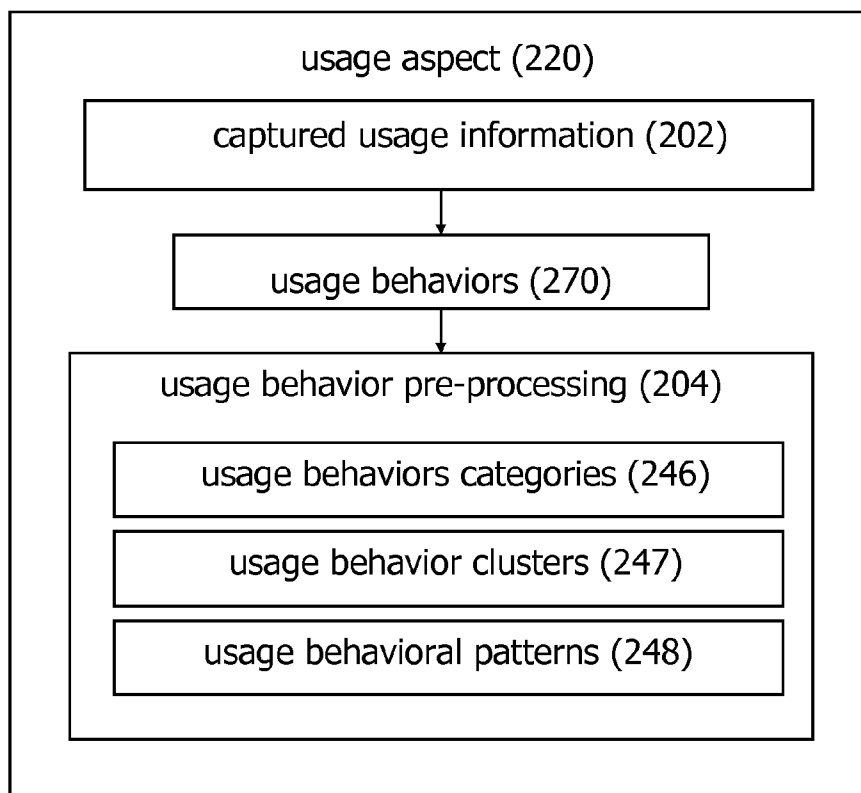 usage aspect (220)
captured usage information (202)
usage behaviors (270)
usage behavior pre-processing (204)
usage behaviors categories (246)
usage behavior clusters (247)
usage behavioral patterns (248)